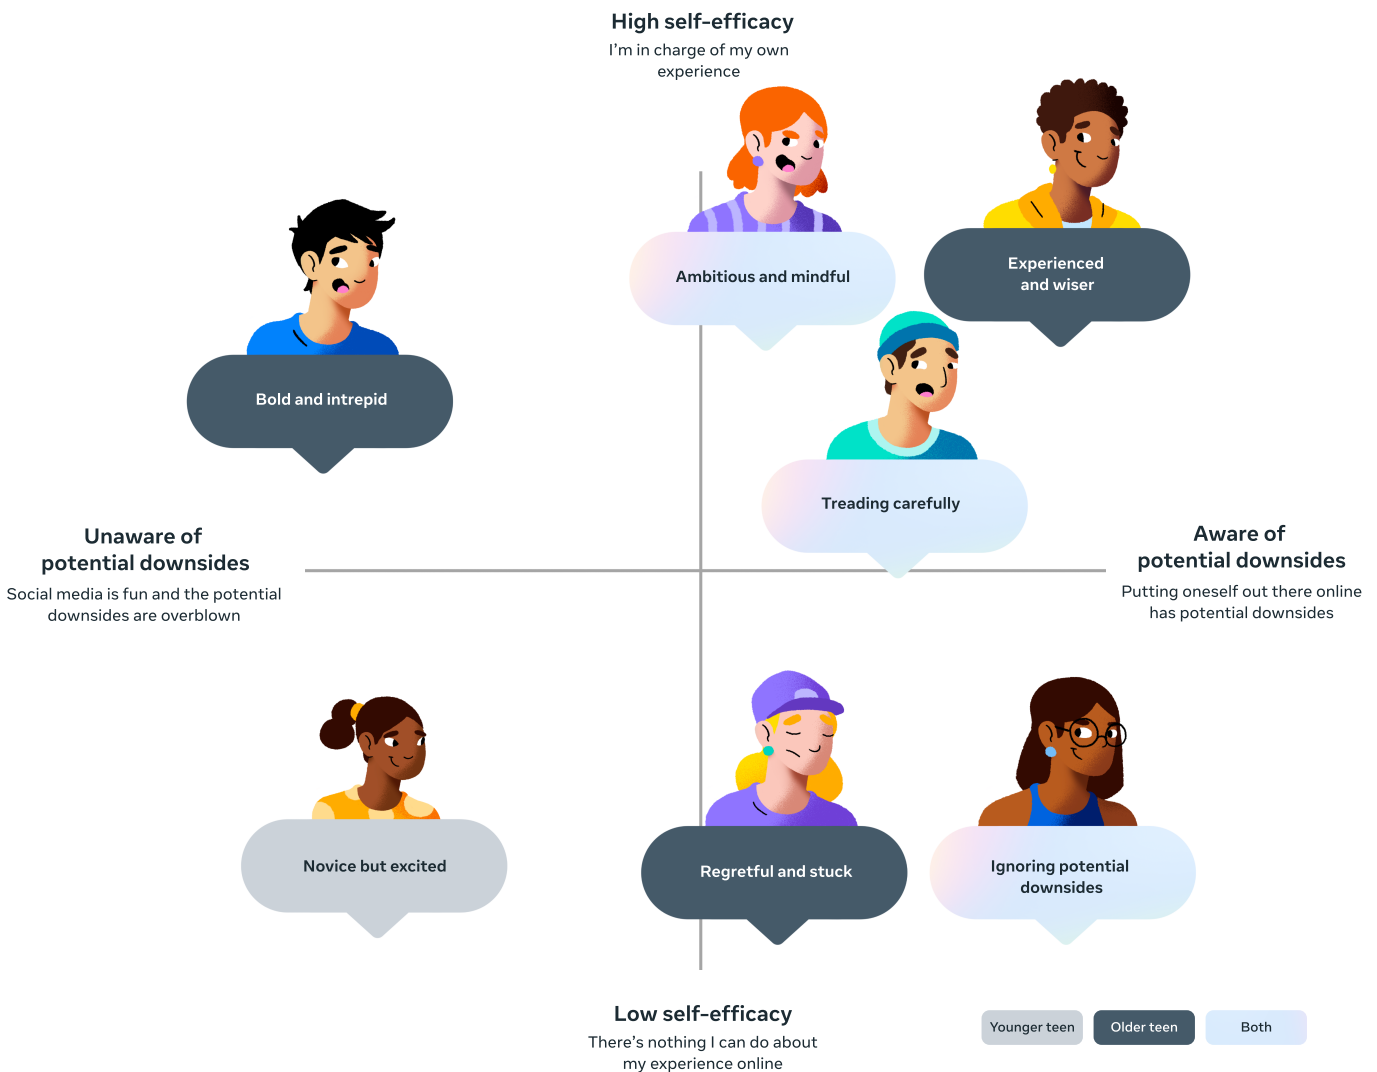 High self-efficacy
I'm in charge of my own
experience
Ambitious and mindful
Experienced
and wiser
Bold and intrepid
Treading carefully
Unaware of
potential downsides
Social media is fun and the potential
downsides are overblown
Aware of
potential downsides
Putting oneself out there online
has potential downsides
Novice but excited
Regretful and stuck
Ignoring potential
downsides
Low self-efficacy
There's nothing I can do about
my experience online
Younger teen
Older teen
Both